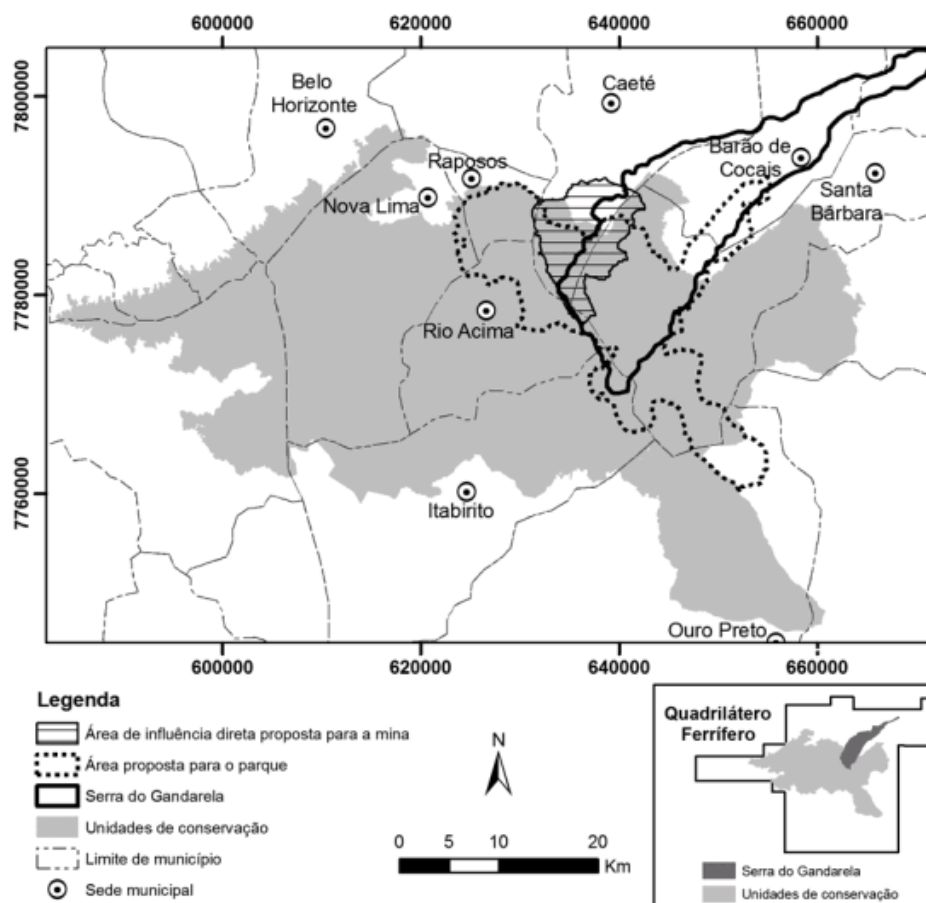 600000 620000 640000 660000
7800000
7780000
7760000
Belo
Horizonte
Caeté
Raposos
Barão de
Cocais
Nova Lima
Santa
Bárbara
Rio Acima
Itabirito
Ouro Preto
600000 620000 640000 660000
Legenda
Área de influência direta proposta para a mina
Área proposta para o parque
Serra do Gandarela
Unidades de conservação
Limite de município
Sede municipal
N
0 5 10 20
Km
Quadrilátero
Ferrífero
Serra do Gandarela
Unidades de conservação